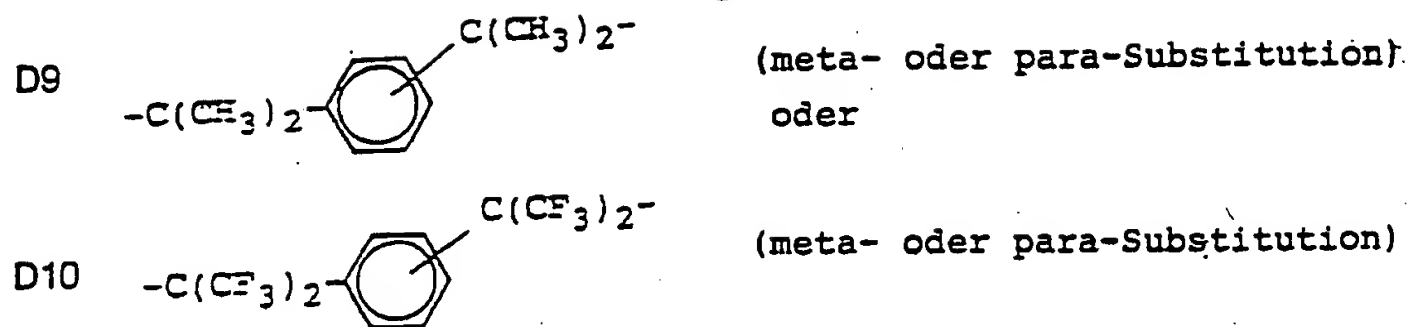 C(CH3)2-
D9 (meta- oder para-Substitution)
-C(CH3)2- oder
C(CF3)2-
(meta- oder para-Substitution)
D10 -C(CF3)2-